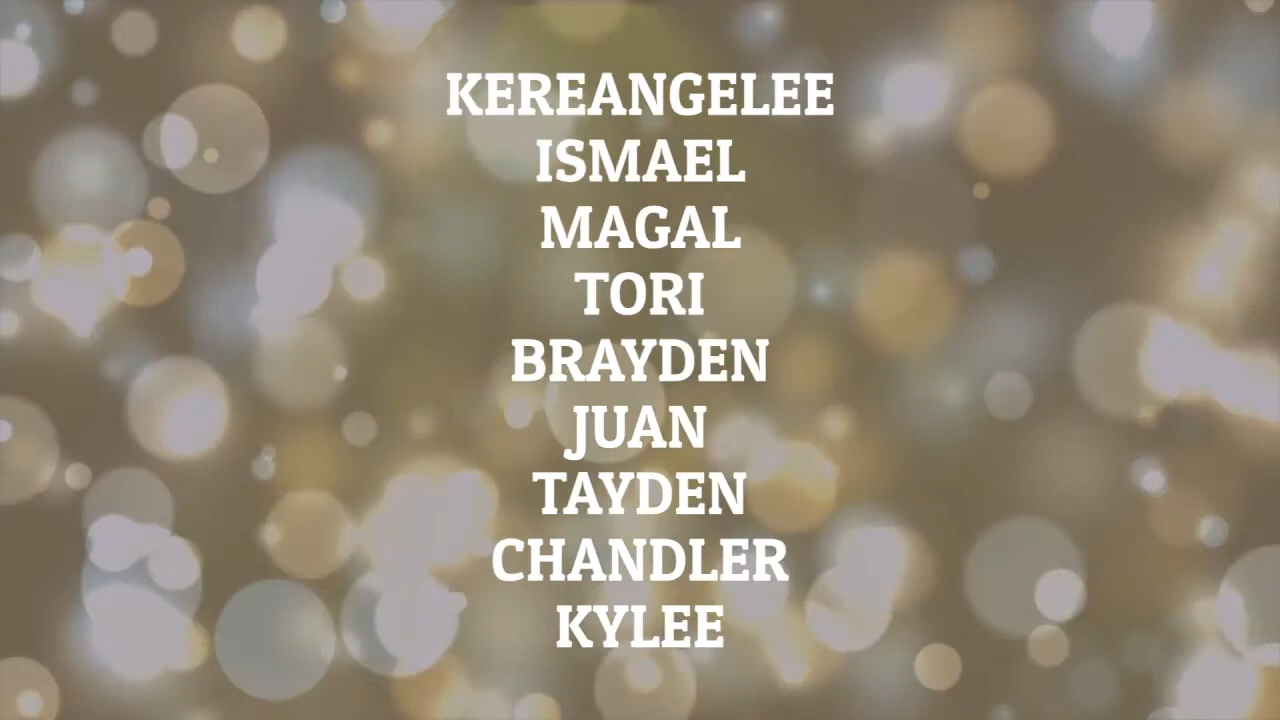 KEREANGELEE
ISMAEL
MAGAL
TORI
BRAYDEN
JUAN
TAYDEN
CHANDLER
KYLEE